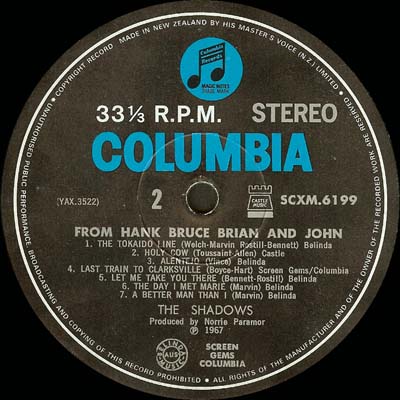 COPYRIGHT RECORD MADE IN NEW ZEALAND BY HIS MASTER'S VOICE (N.Z.) LIMITED.
ALL RIGHTS OF THE MANUFACTURER AND OF THE OWNER OF THE RECORDED WORK RESERVED
UNAUTHORISED PUBLIC PERFORMANCE, BROADCASTING AND COPYING OF THIS RECORD PROHIBITED
Columbia
Records
MAGIC NOTES
TRADE MARK
33⅓ R.P.M. STEREO
COLUMBIA
(YAX.3522) 2 CASTLE MUSIC SCXM.6199
FROM HANK BRUCE BRIAN AND JOHN
1. THE TOKAIDO LINE (Welch-Marvin Rostill-Bennett) Belinda
2. HOLY COW (Toussaint Allen) Castle
3. ALENTEJO (Vince) Belinda
4. LAST TRAIN TO CLARKSVILLE (Boyce-Hart) Screen Gems/Columbia
5. LET ME TAKE YOU THERE (Bennett-Rostill) Belinda
6. THE DAY I MET MARIE (Marvin) Belinda
7. A BETTER MAN THAN I (Marvin) Belinda
THE SHADOWS
Produced by Norrie Paramor
℗ 1967
BELINDA
AUST
MUSIC
SCREEN
GEMS
COLUMBIA